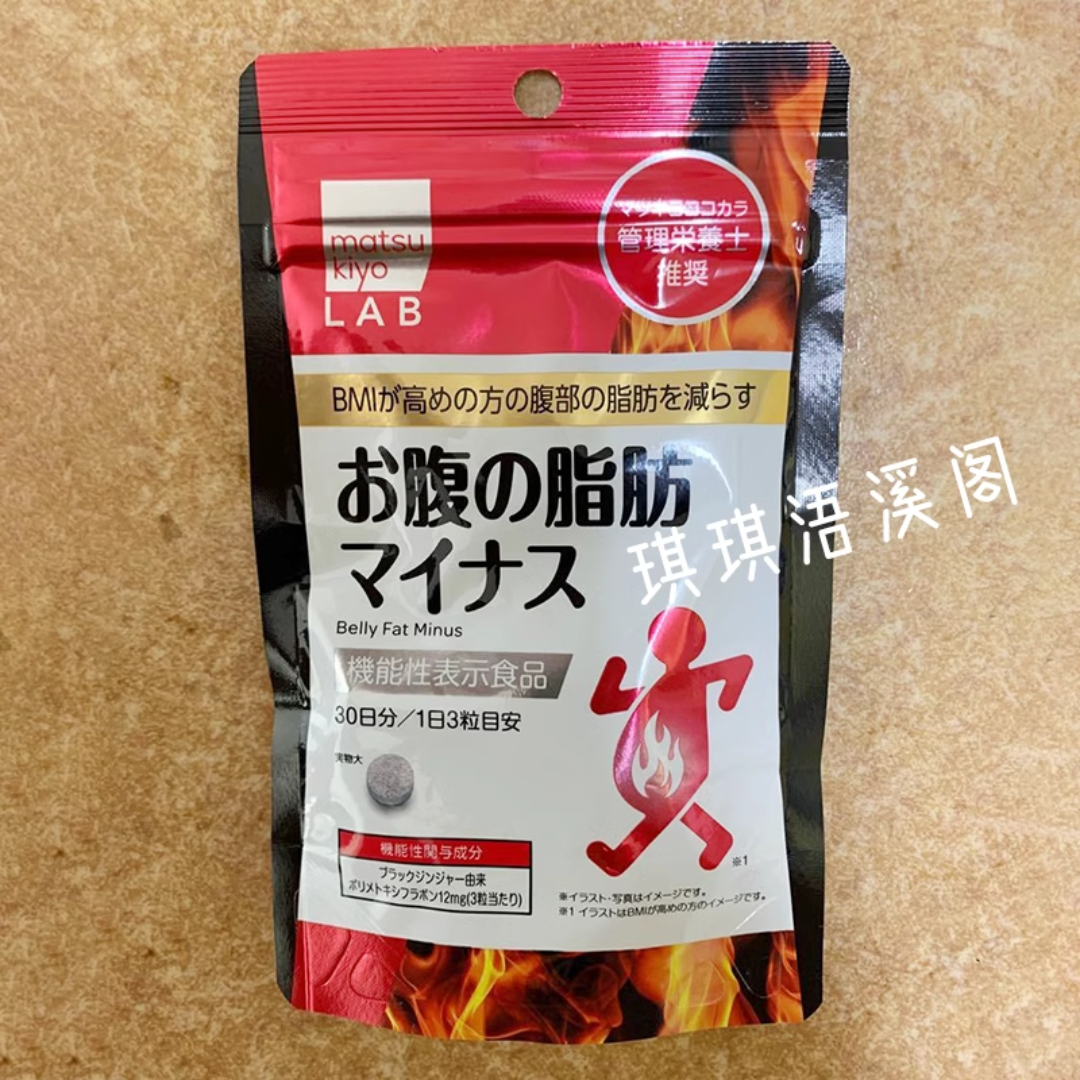 matsu
kiyo
LAB
マツキヨココカラ
管理栄養士
推奨
BMIが高めの方の腹部の脂肪を減らす
お腹の脂肪
マイナス
Belly Fat Minus
機能性表示食品
30日分／1日3粒目安
実物大
機能性関与成分
ブラックジンジャー由来
ポリメトキシフラボン12mg(3粒当たり)
※1
※イラスト・写真はイメージです。
※1 イラストはBMIが高めの方のイメージです。
琪琪浯溪阁